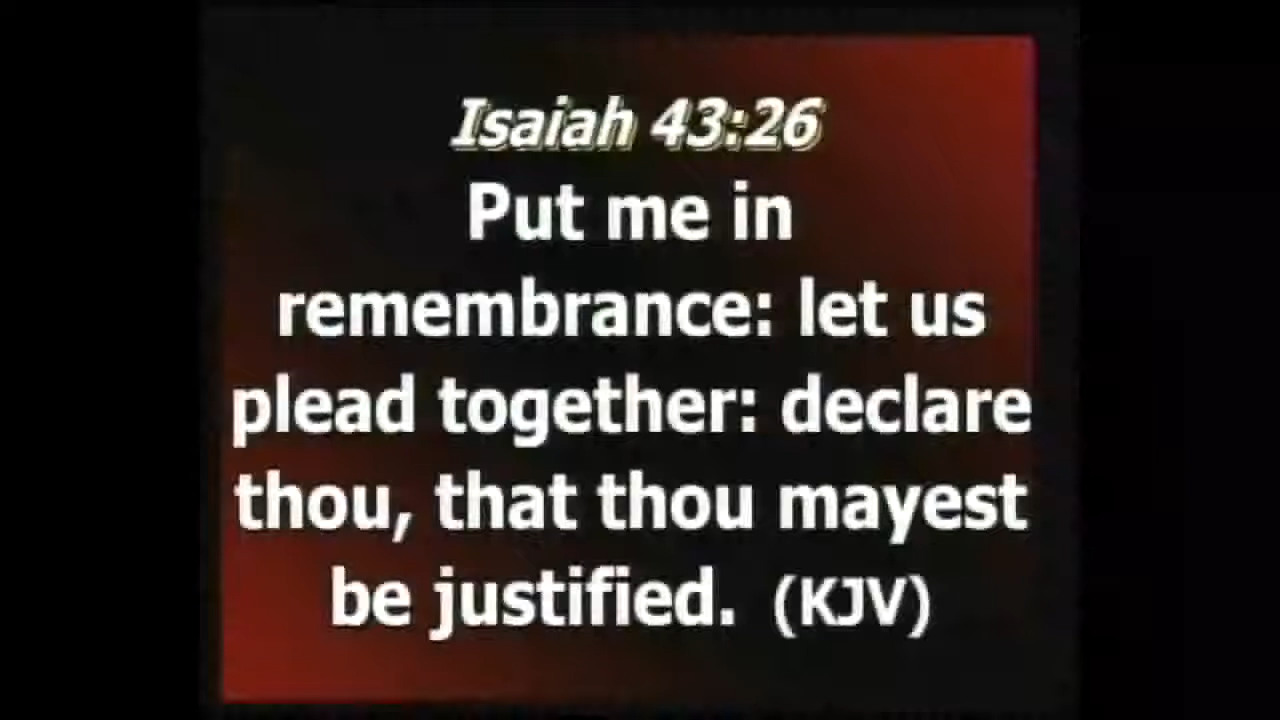 Isaiah 43:26
Put me in
remembrance: let us
plead together: declare
thou, that thou mayest
be justified. (KJV)